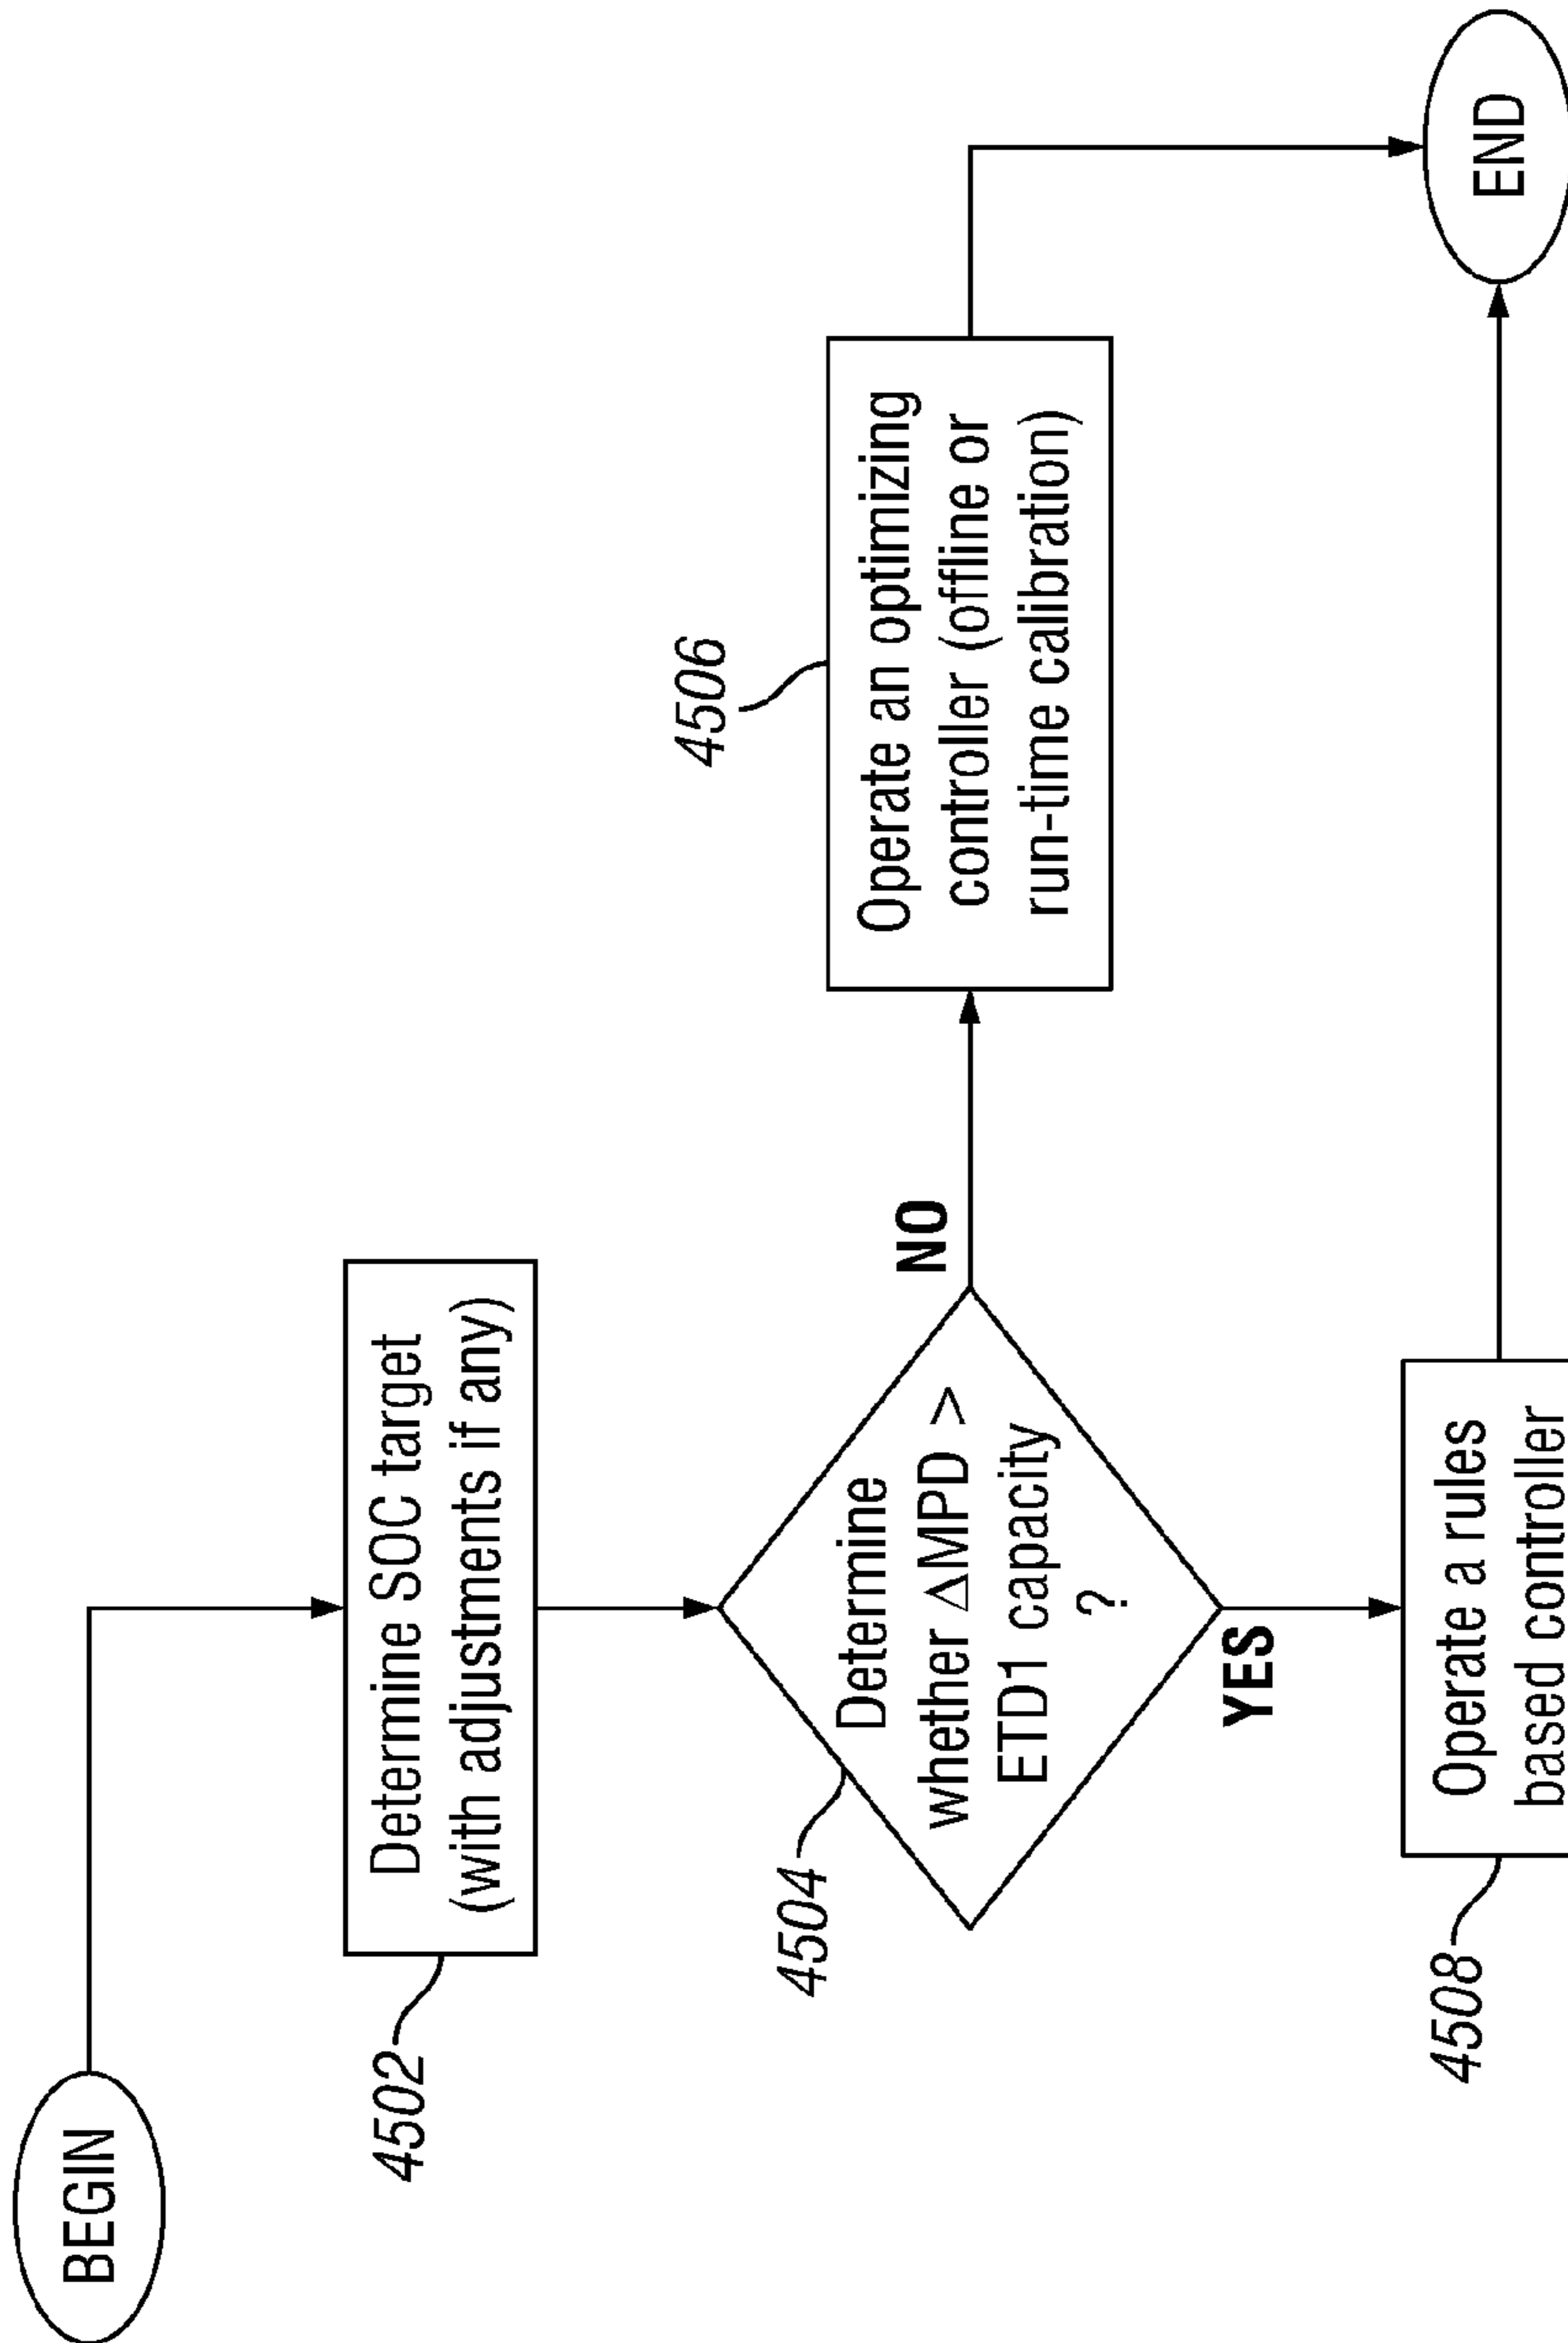 BEGIN
4502
Determine SOC target
(with adjustments if any)
4504
Determine
whether △MPD >
ETD1 capacity
?
NO
4506
Operate an optimizing
controller (offline or
run-time calibration)
YES
4508
Operate a rules
based controller
END